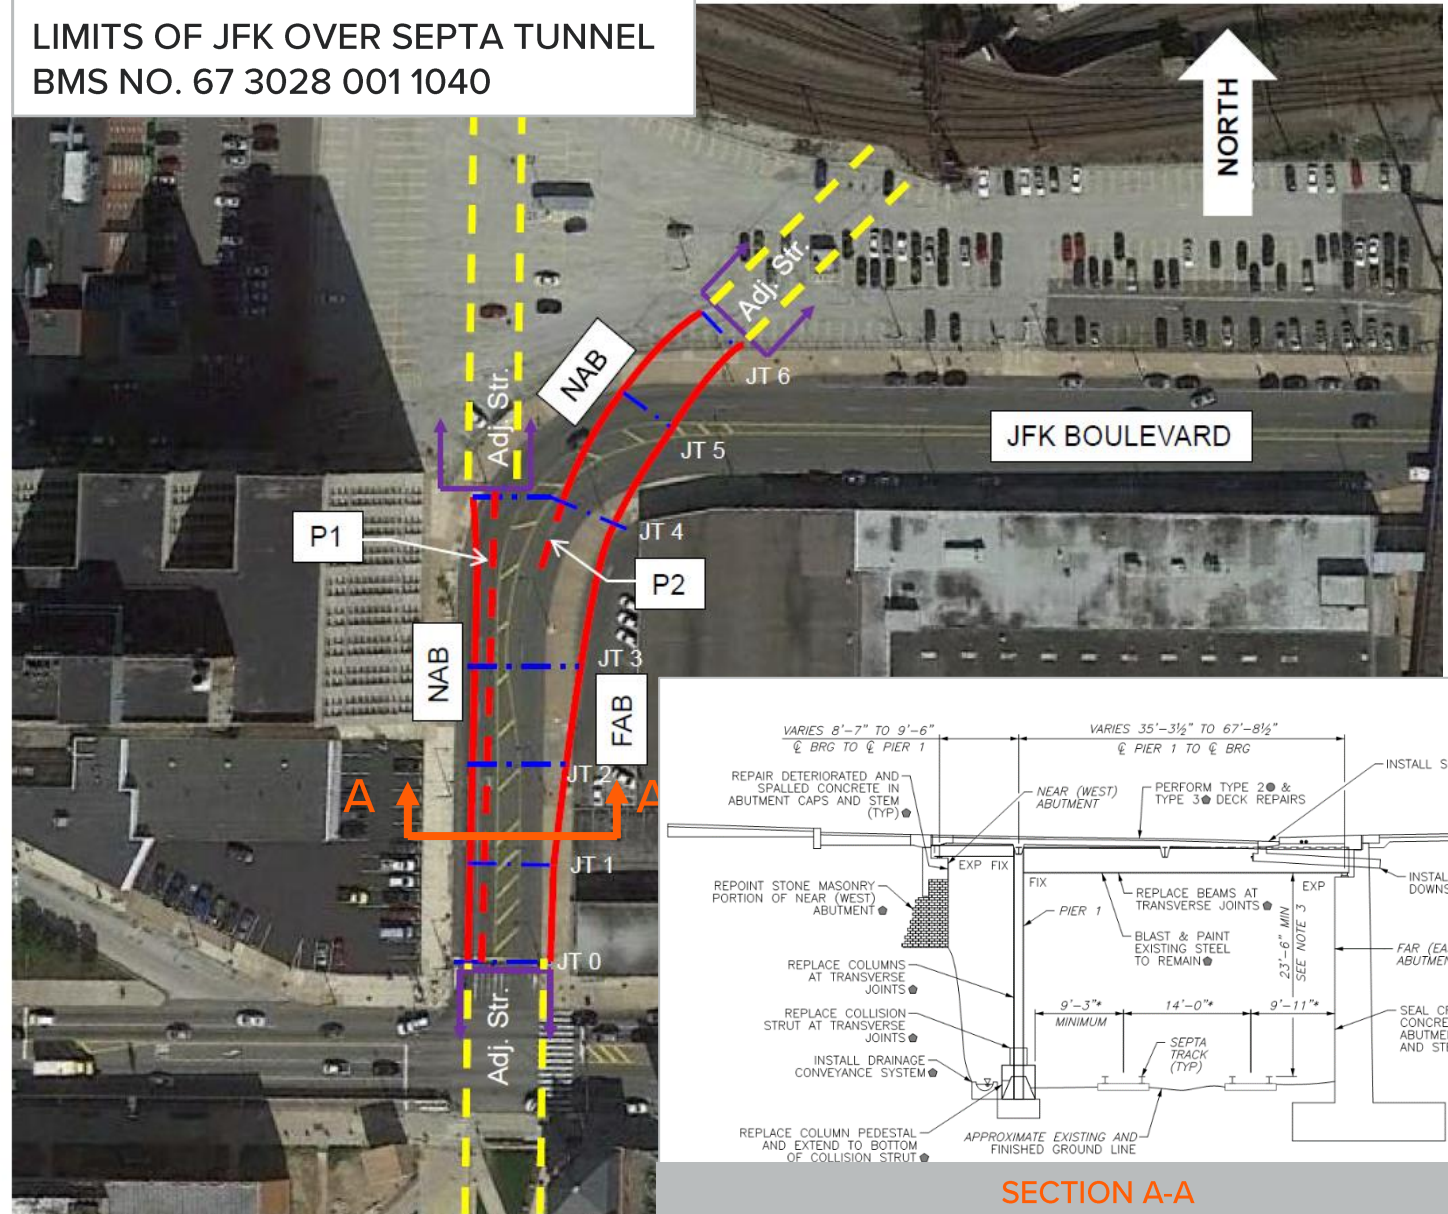 LIMITS OF JFK OVER SEPTA TUNNEL
BMS NO. 67 3028 001 1040
NORTH
Adj. Str.
NAB
JT 6
Adj. Str.
JFK BOULEVARD
JT 5
P1
JT 4
P2
NAB
JT 3
FAB
JT 2
A
A
JT 1
JT 0
Adj. Str.
VARIES 8'-7" TO 9'-6"
℄ BRG TO ℄ PIER 1
VARIES 35'-3½" TO 67'-8½"
℄ PIER 1 TO ℄ BRG
INSTALL S
REPAIR DETERIORATED AND
SPALLED CONCRETE IN
ABUTMENT CAPS AND STEM
(TYP)
NEAR (WEST)
ABUTMENT
PERFORM TYPE 2 &
TYPE 3 DECK REPAIRS
EXP FIX
FIX
EXP
INSTAL
DOWNS
REPOINT STONE MASONRY
PORTION OF NEAR (WEST)
ABUTMENT
REPLACE BEAMS AT
TRANSVERSE JOINTS
PIER 1
BLAST & PAINT
EXISTING STEEL
TO REMAIN
23'-6" MIN
SEE NOTE 3
FAR (EA
ABUTMEN
REPLACE COLUMNS
AT TRANSVERSE
JOINTS
9'-3"*
MINIMUM
14'-0"*
9'-11"*
REPLACE COLLISION
STRUT AT TRANSVERSE
JOINTS
SEAL CR
CONCRE
ABUTME
AND STE
SEPTA
TRACK
(TYP)
INSTALL DRAINAGE
CONVEYANCE SYSTEM
REPLACE COLUMN PEDESTAL
AND EXTEND TO BOTTOM
OF COLLISION STRUT
APPROXIMATE EXISTING AND
FINISHED GROUND LINE
SECTION A-A